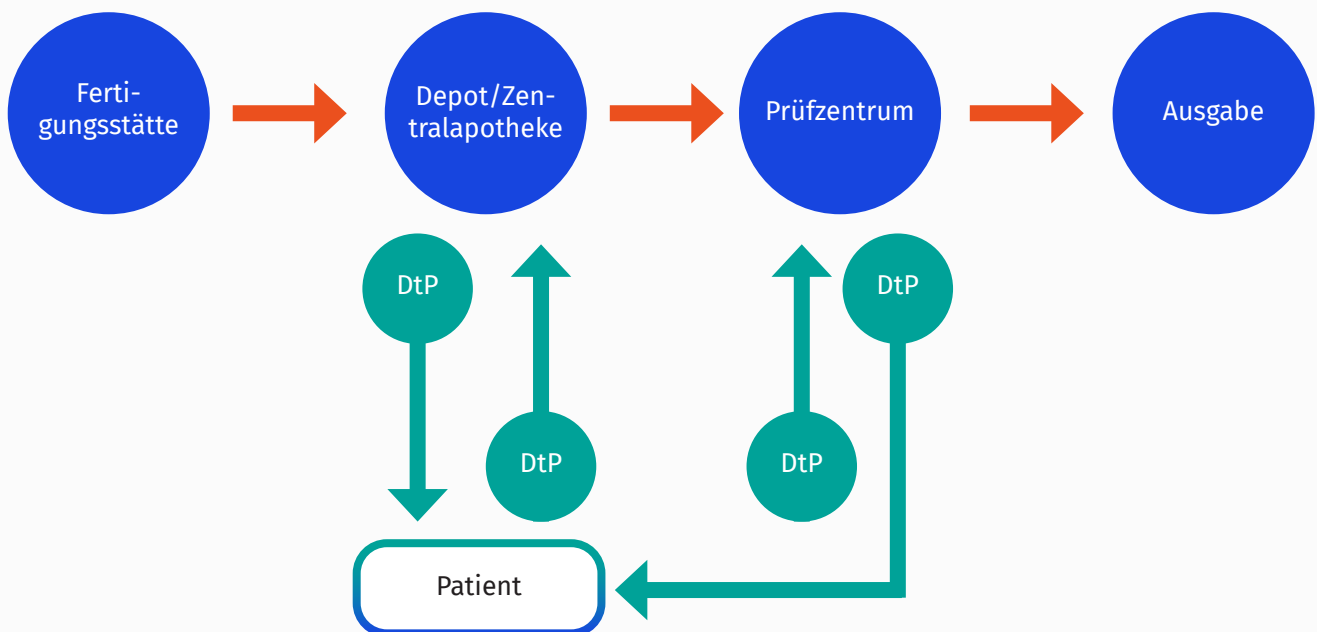 Ferti-
gungsstätte
Depot/Zen-
tralapotheke
Prüfzentrum
Ausgabe
DtP
DtP
DtP
DtP
Patient